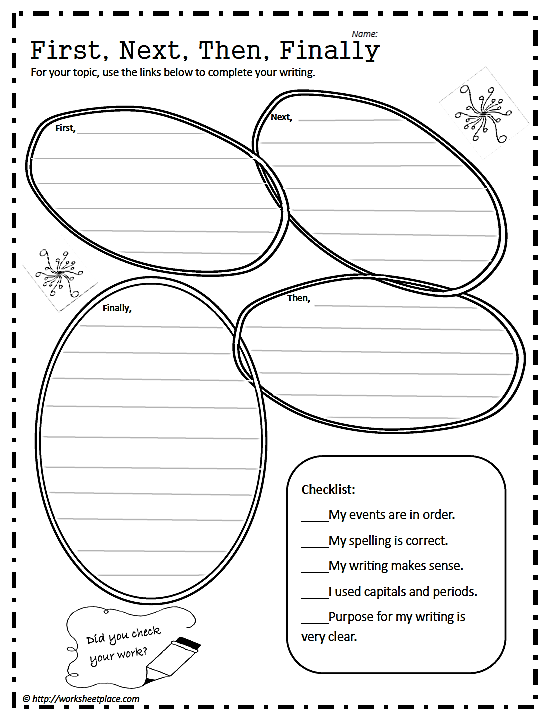 Name:
First, Next, Then, Finally
For your topic, use the links below to complete your writing.
First,
Next,
Then,
Finally,
Checklist:
____My events are in order.
____My spelling is correct.
____My writing makes sense.
____I used capitals and periods.
____Purpose for my writing is
very clear.
Did you check
your work?
© http://worksheetplace.com